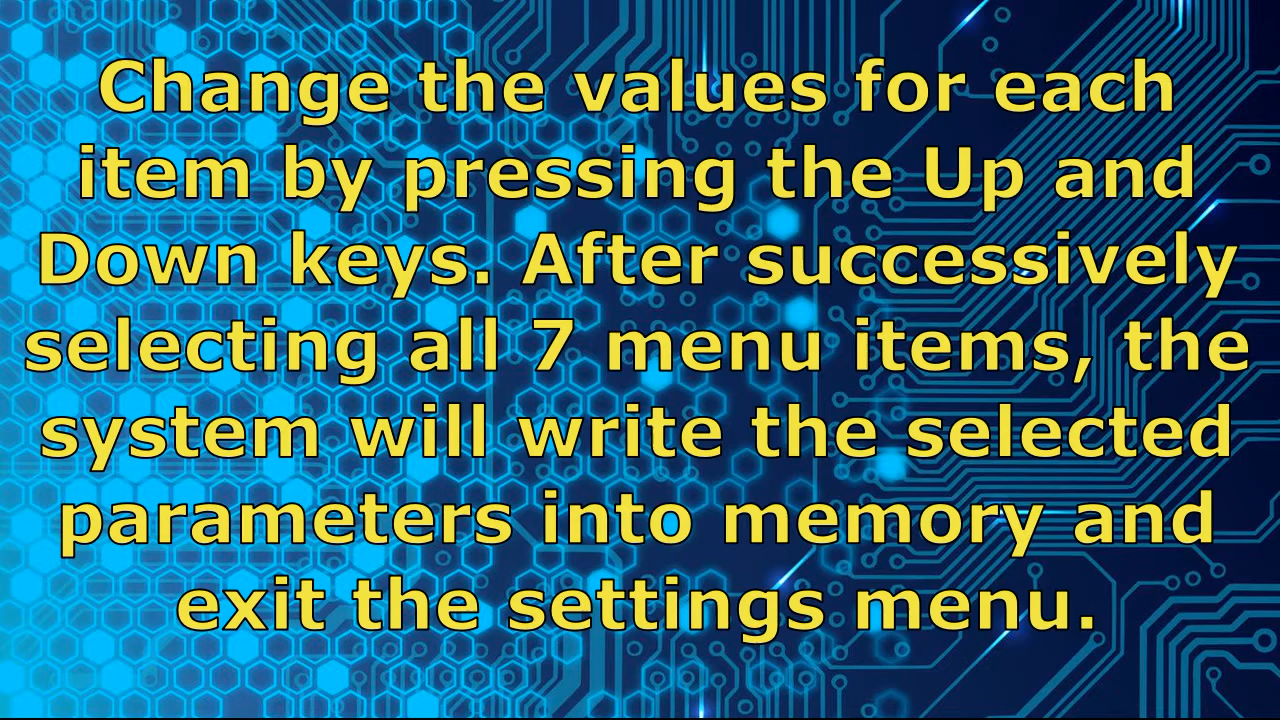 Change the values for each
item by pressing the Up and
Down keys. After successively
selecting all 7 menu items, the
system will write the selected
parameters into memory and
exit the settings menu.